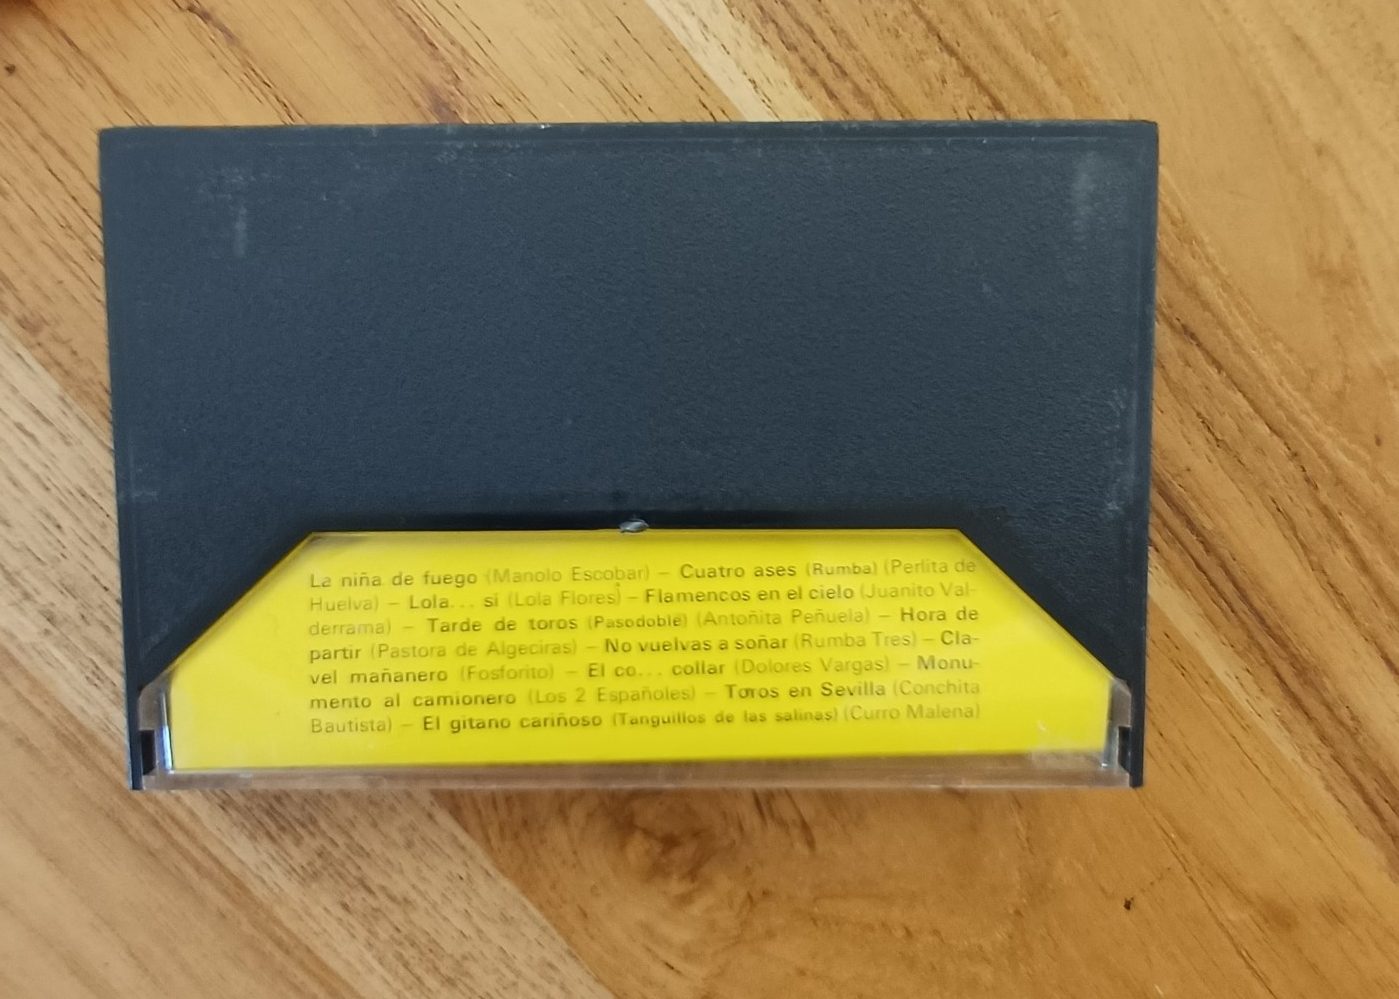 La niña de fuego (Manolo Escobar) – Cuatro ases (Rumba) (Perlita de
Huelva) – Lola... si (Lola Flores) – Flamencos en el cielo (Juanito Val-
derrama) – Tarde de toros (Pasodoble) (Antoñita Peñuela) – Hora de
partir (Pastora de Algeciras) – No vuelvas a soñar (Rumba Tres) – Cla-
vel mañanero (Fosforito) – El co... collar (Dolores Vargas) – Monu-
mento al camionero (Los 2 Españoles) – Toros en Sevilla (Conchita
Bautista) – El gitano cariñoso (Tanguillos de las salinas) (Curro Malena)